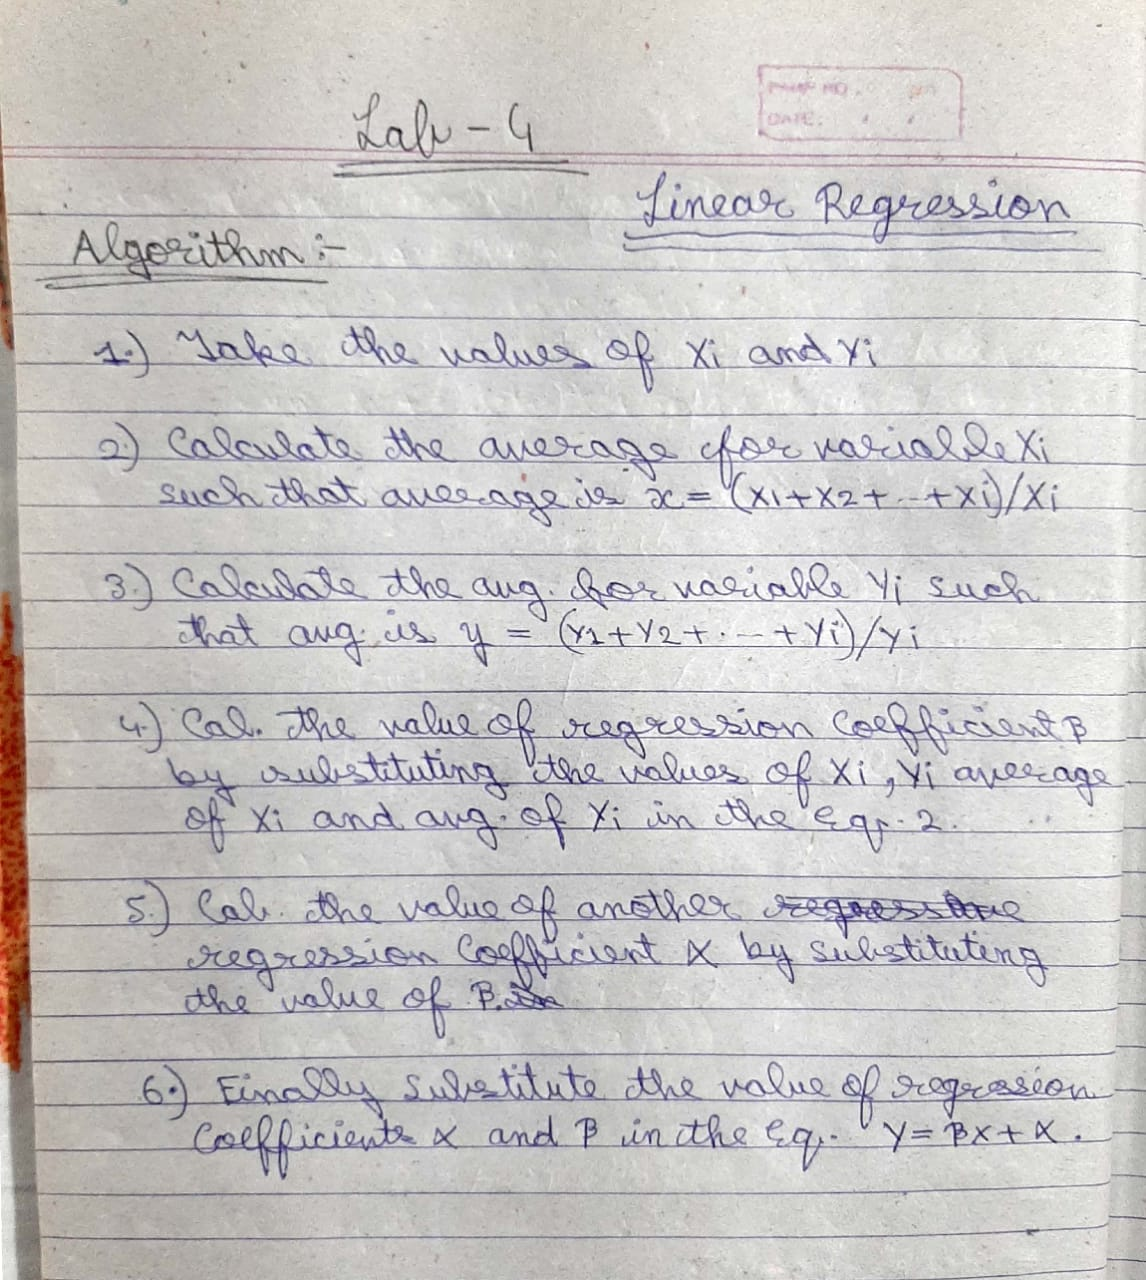 Lab - 4
PAGE NO.
DATE:
Linear Regression
Algorithm :-
1.) Take the values of Xi and Yi
2.) Calculate the average for variable Xi
such that average is x = (X1+X2+...+Xi)/Xi
3.) Calculate the avg. for variable Yi such
that avg. is y = (Y1+Y2+...+Yi)/Yi
4.) Cal. the value of regression Coefficient β
by substituting the values of Xi, Yi average
of Xi and avg. of Yi in the Eq. 2.
5.) Cal. the value of another
regression Coefficient α by substituting
the value of β.
6.) Finally substitute the value of regression
Coefficients α and β in the Eq. Y = βX + α.